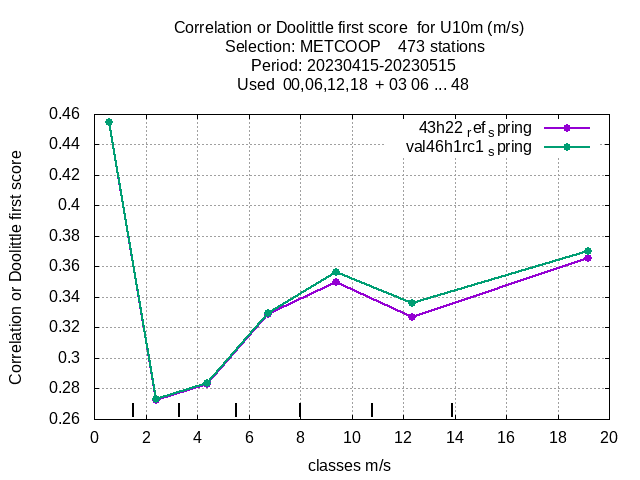 Correlation or Doolittle first score  for U10m (m/s)
Selection: METCOOP    473 stations
Period: 20230415-20230515
Used  00,06,12,18  + 03 06 ... 48
43h22 ref spring
val46h1rc1 spring
Correlation or Doolittle first score
0.46
0.44
0.42
0.4
0.38
0.36
0.34
0.32
0.3
0.28
0.26
0 2 4 6 8 10 12 14 16 18 20
classes m/s